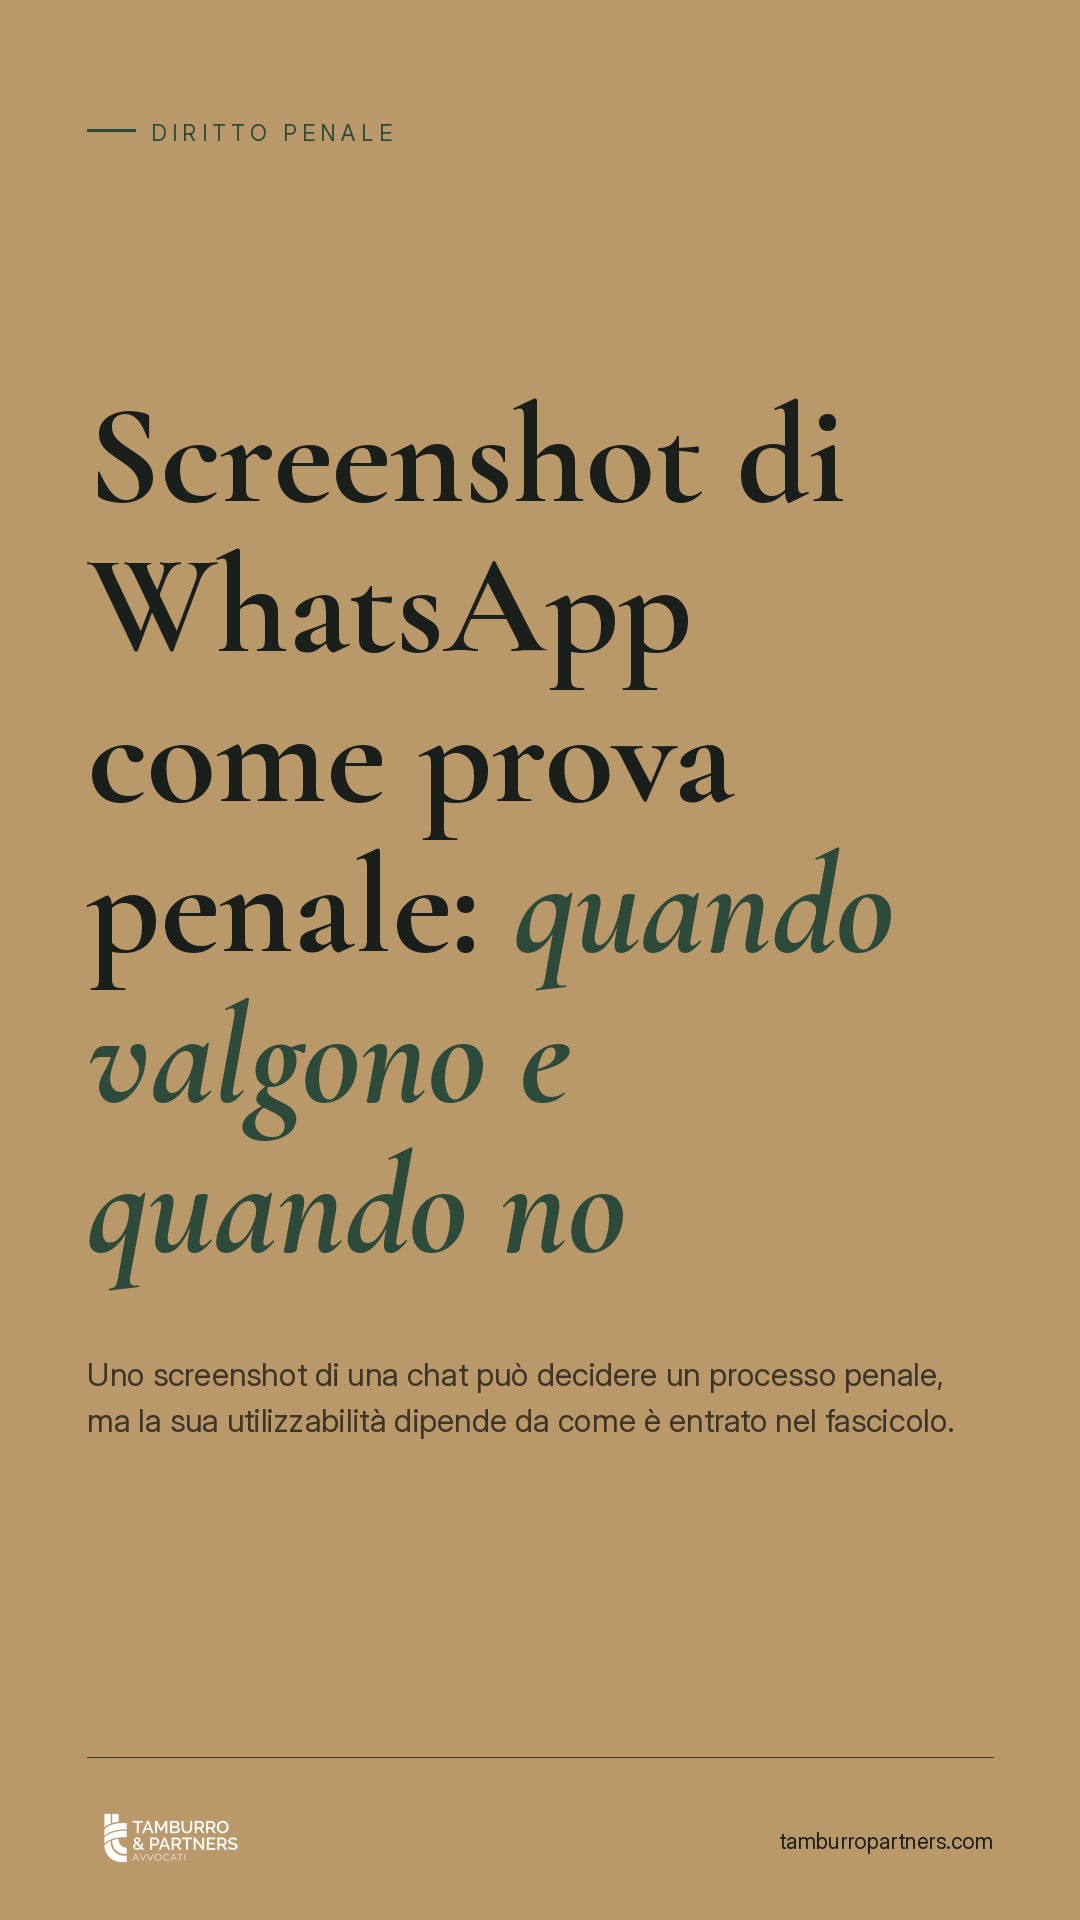 DIRITTO PENALE
Screenshot di
WhatsApp
come prova
penale: quando
valgono e
quando no
Uno screenshot di una chat può decidere un processo penale,
ma la sua utilizzabilità dipende da come è entrato nel fascicolo.
TAMBURRO
& PARTNERS
AVVOCATI
tamburropartners.com